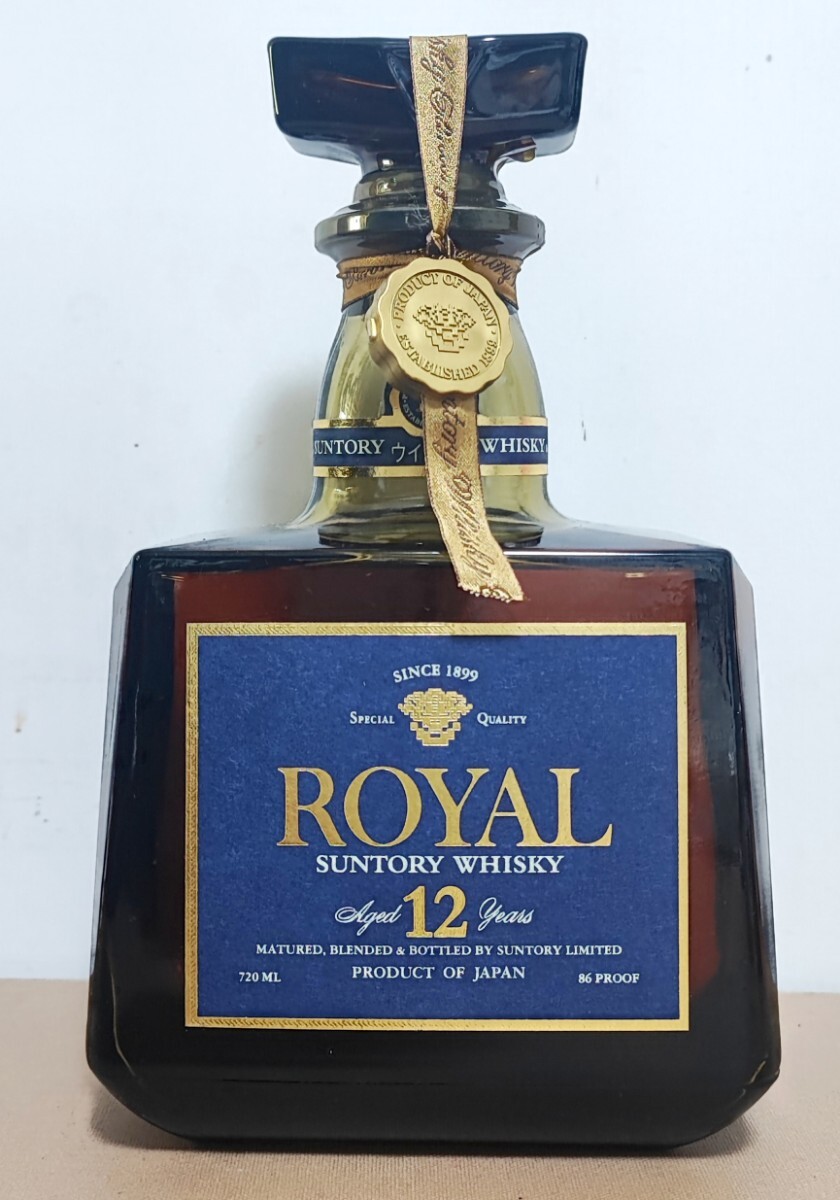 PRODUCT OF JAPAN
ESTABLISHED 1899
SUNTORY ウイ WHISKY
SINCE 1899
SPECIAL QUALITY
ROYAL
SUNTORY WHISKY
Aged 12 Years
MATURED, BLENDED & BOTTLED BY SUNTORY LIMITED
720 ML PRODUCT OF JAPAN 86 PROOF